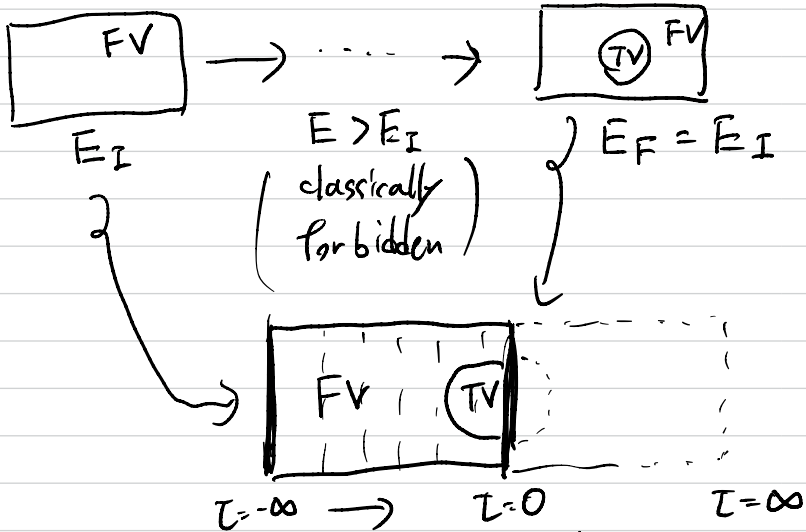 FV
TV FV
E_I
E > E_I
E_F = E_I
(classically
forbidden)
FV TV
τ=-∞ → τ=0 τ=∞